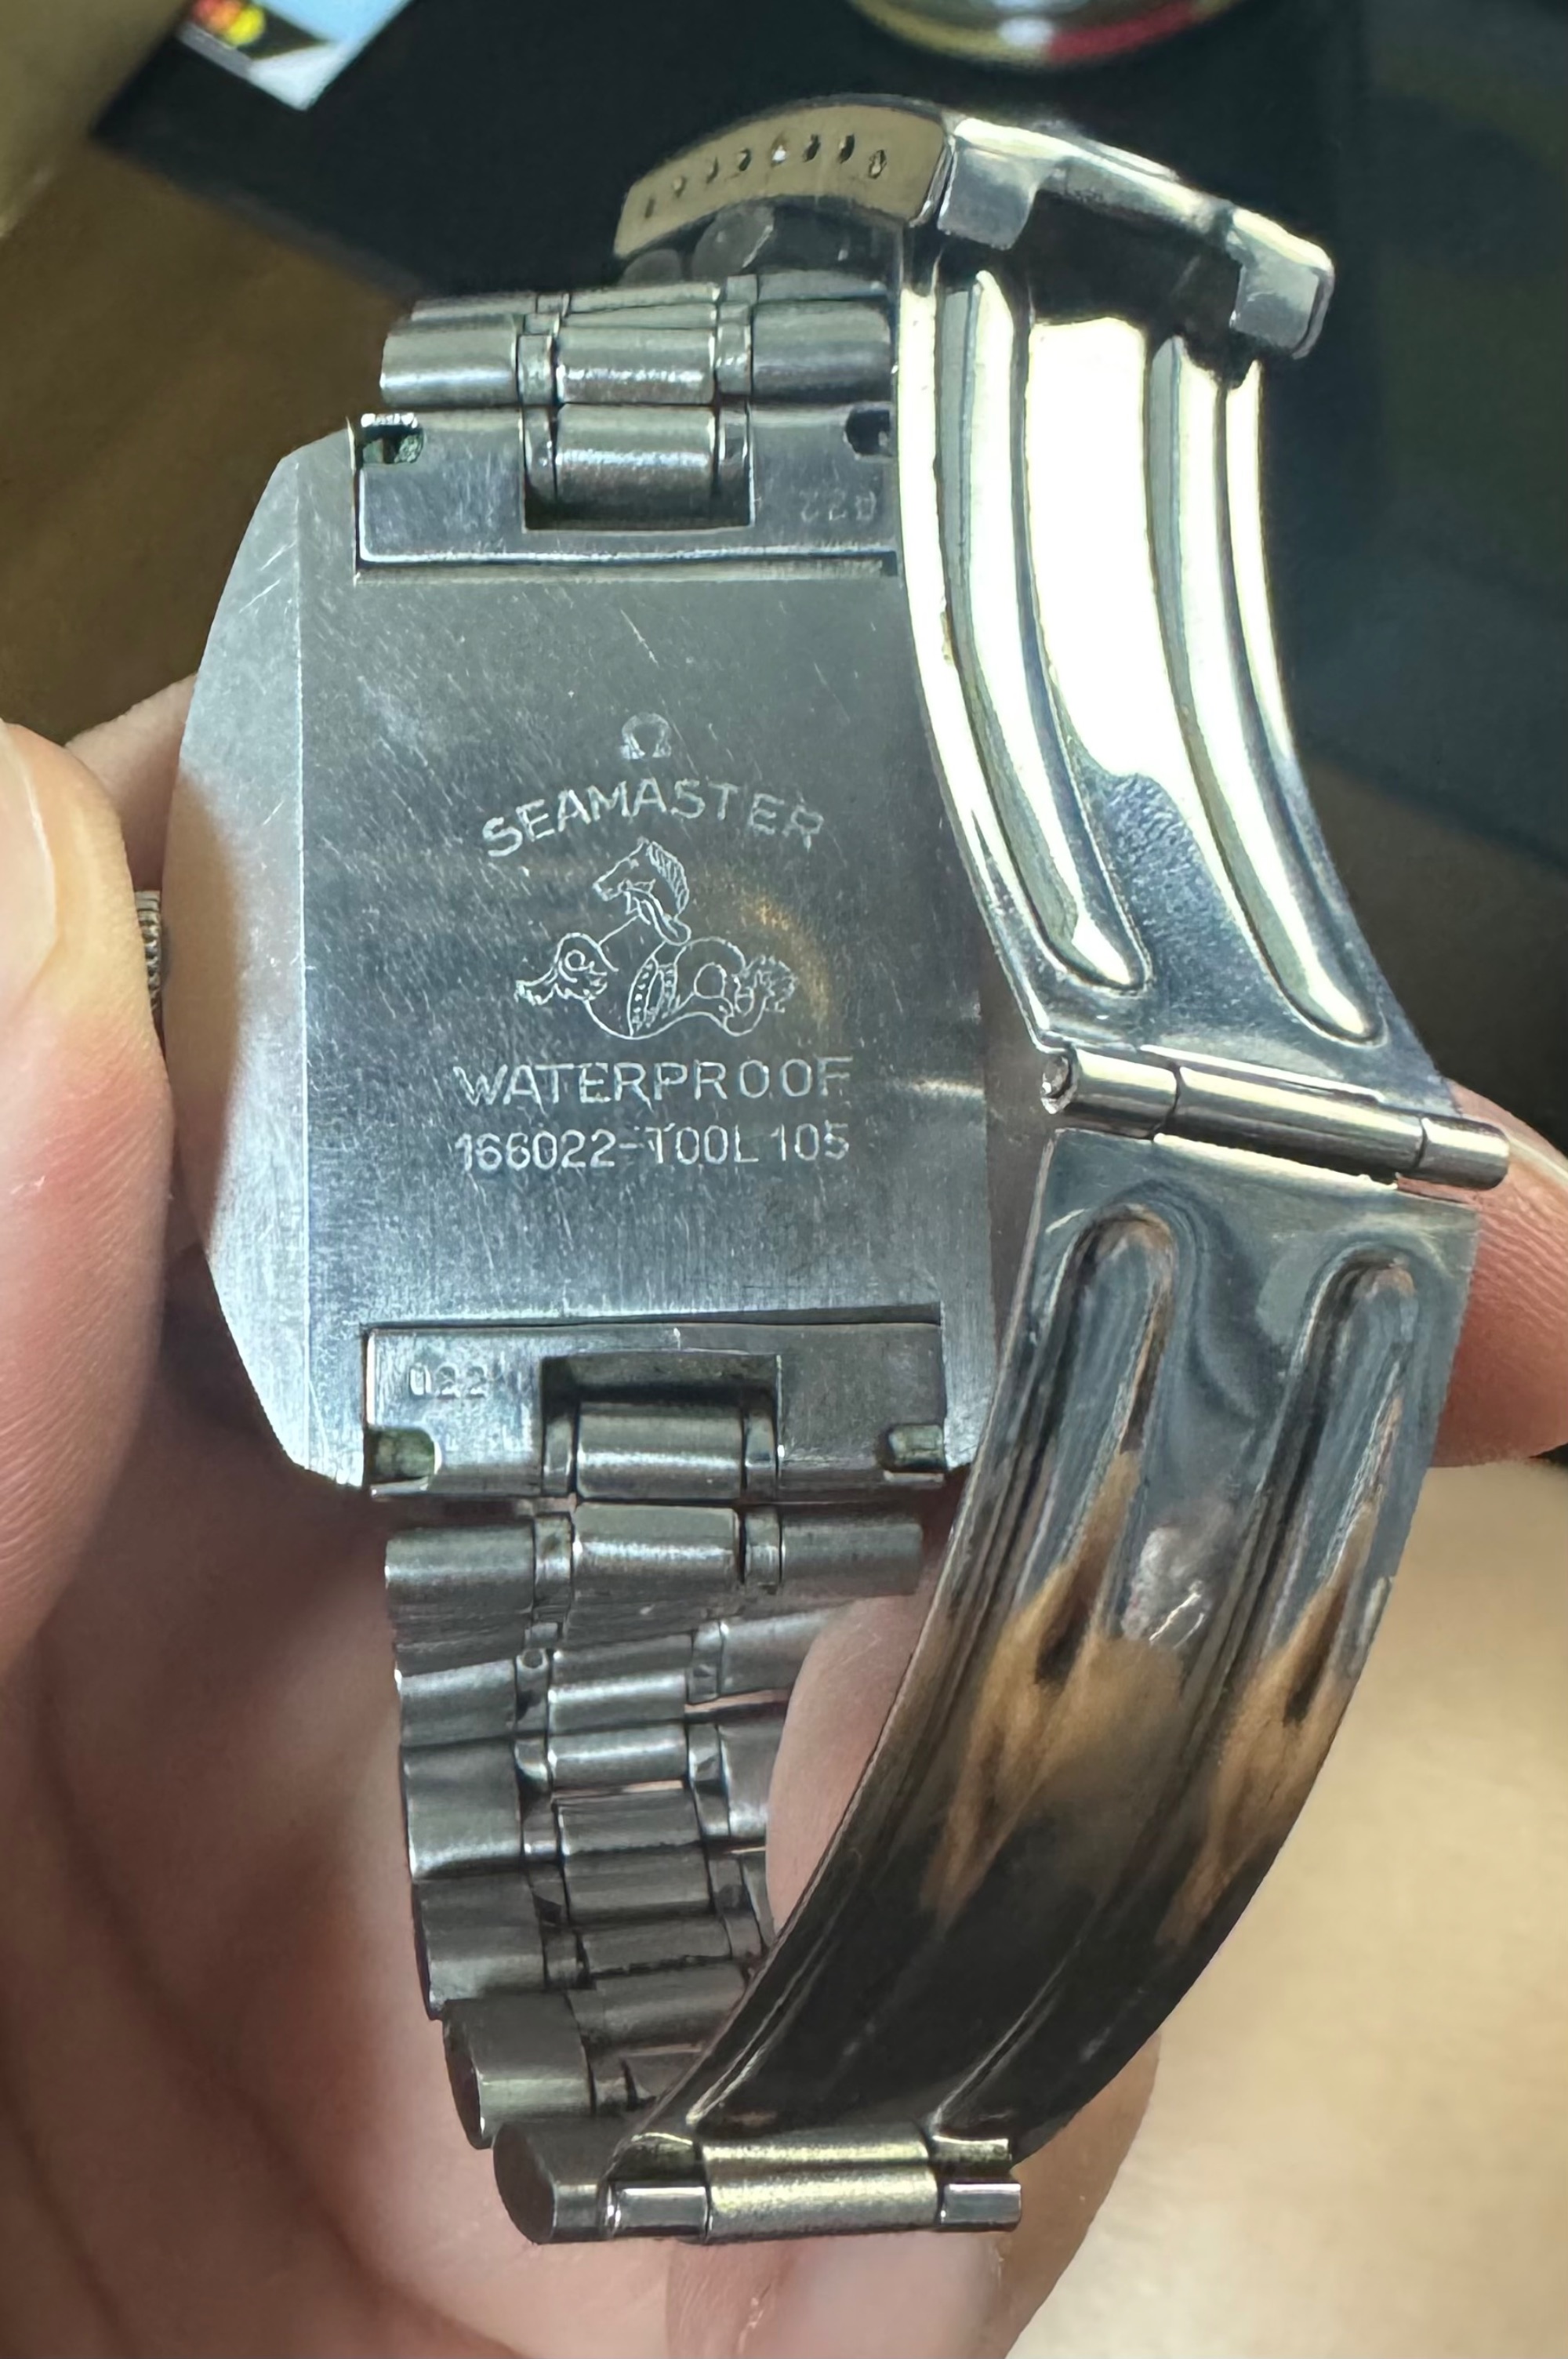 022
Ω
SEAMASTER
WATERPROOF
166022-TOOL 105
022